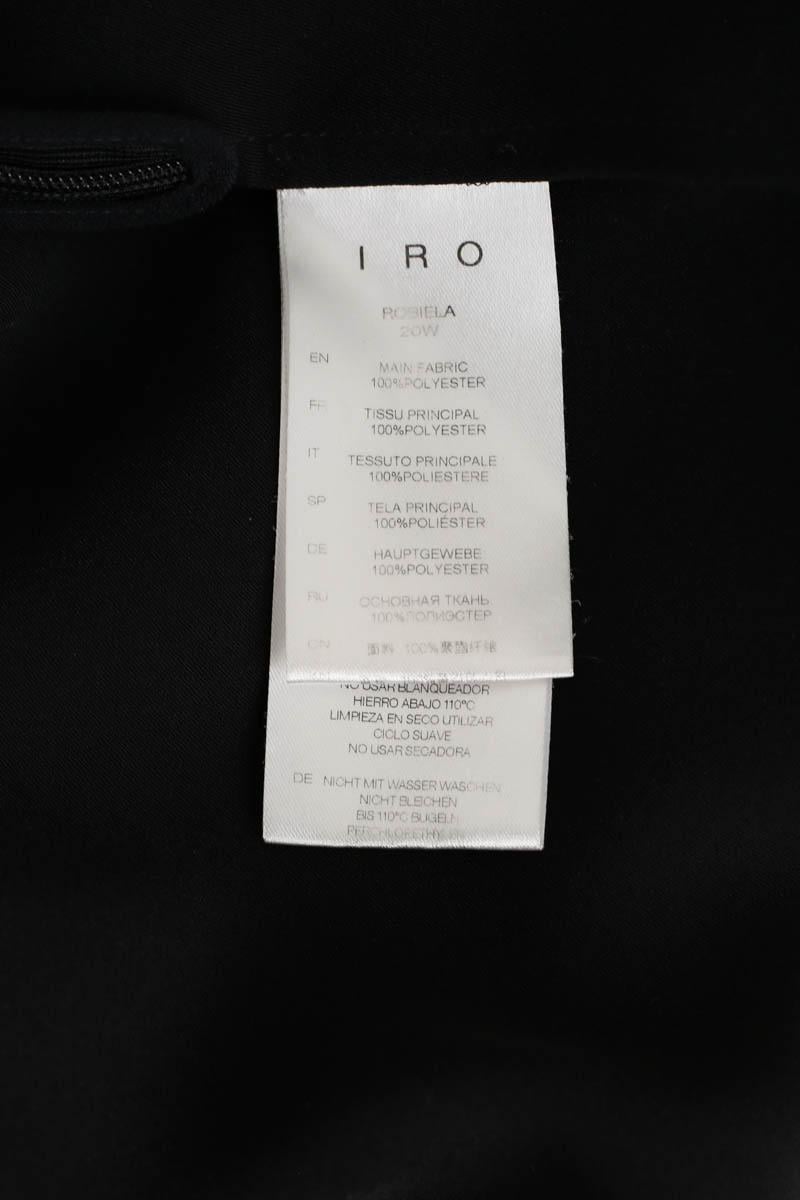 IRO
ROBIELA
20W
EN
MAIN FABRIC
100%POLYESTER
FR
TISSU PRINCIPAL
100%POLYESTER
IT
TESSUTO PRINCIPALE
100%POLIESTERE
SP
TELA PRINCIPAL
100%POLIÉSTER
DE
HAUPTGEWEBE
100%POLYESTER
RU
ОСНОВНАЯ ТКАНЬ
100%ПОЛИЭСТЕР
CN
面料 100%聚酯纤维
NO USAR BLANQUEADOR
HIERRO ABAJO 110°C
LIMPIEZA EN SECO UTILIZAR
CICLO SUAVE
NO USAR SECADORA
DE NICHT MIT WASSER WASCHEN
NICHT BLEICHEN
BIS 110°C BUGELN